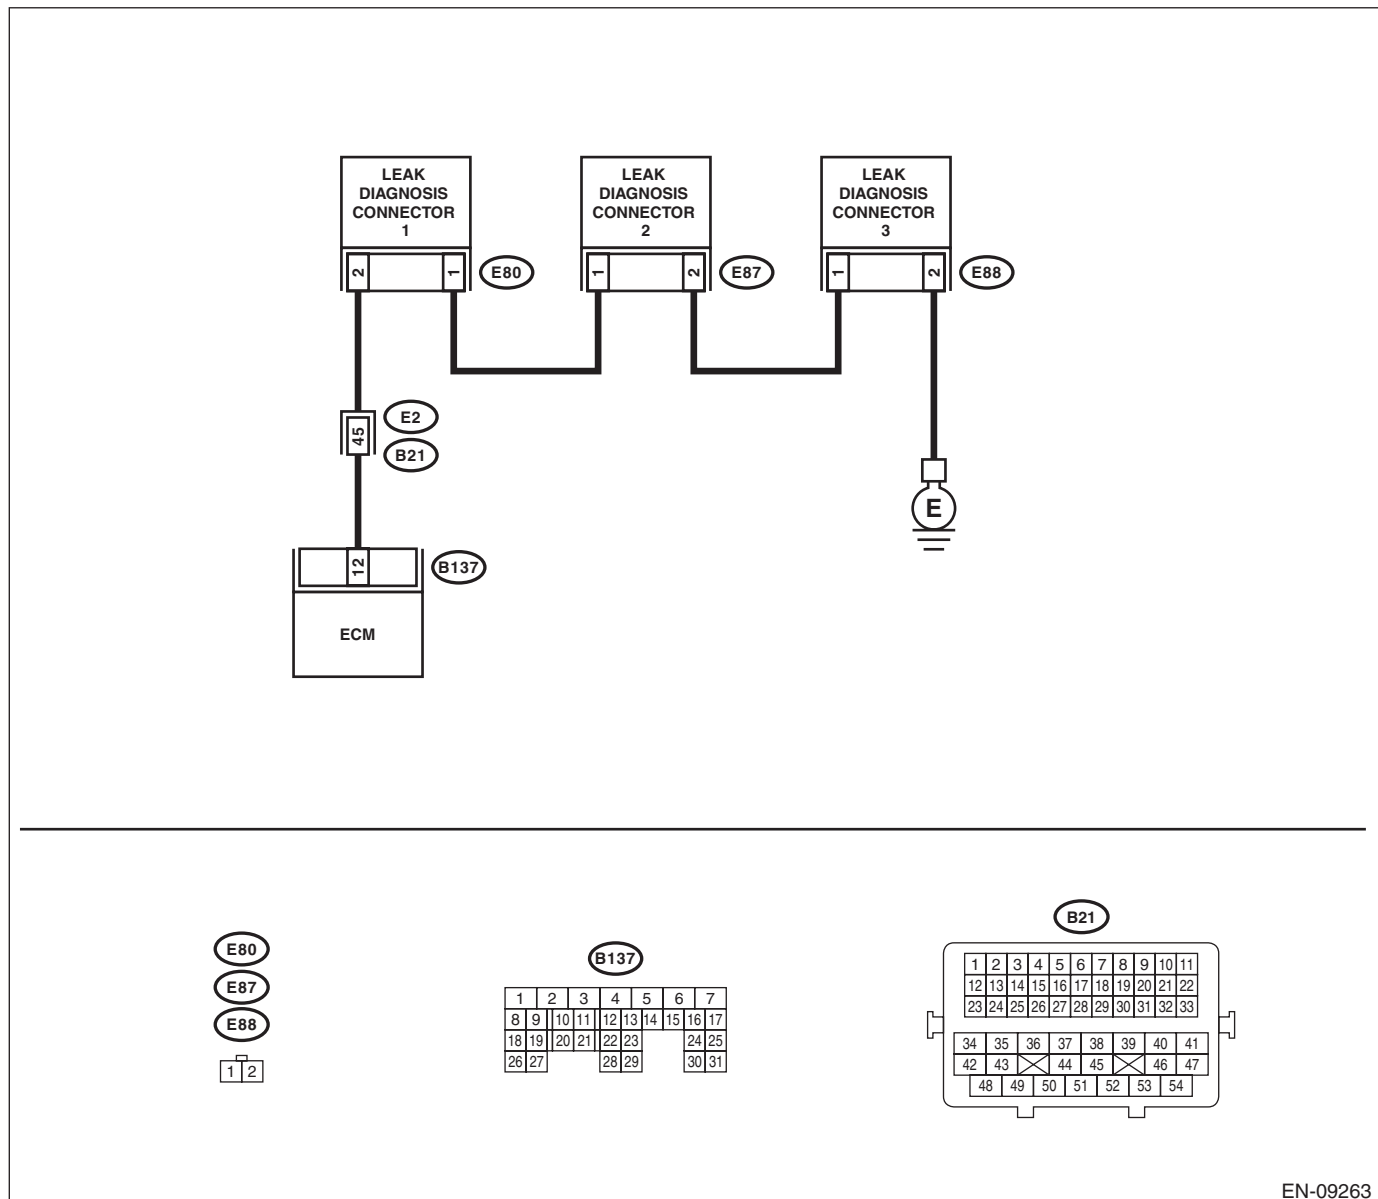 LEAK
DIAGNOSIS
CONNECTOR
1
LEAK
DIAGNOSIS
CONNECTOR
2
LEAK
DIAGNOSIS
CONNECTOR
3
2 1 E80
1 2 E87
1 2 E88
E2
45
B21
E
12 B137
ECM
E80
E87
E88
1 2
B137
1 2 3 4 5 6 7
8 9 10 11 12 13 14 15 16 17
18 19 20 21 22 23 24 25
26 27 28 29 30 31
B21
1 2 3 4 5 6 7 8 9 10 11
12 13 14 15 16 17 18 19 20 21 22
23 24 25 26 27 28 29 30 31 32 33
34 35 36 37 38 39 40 41
42 43 44 45 46 47
48 49 50 51 52 53 54
EN-09263